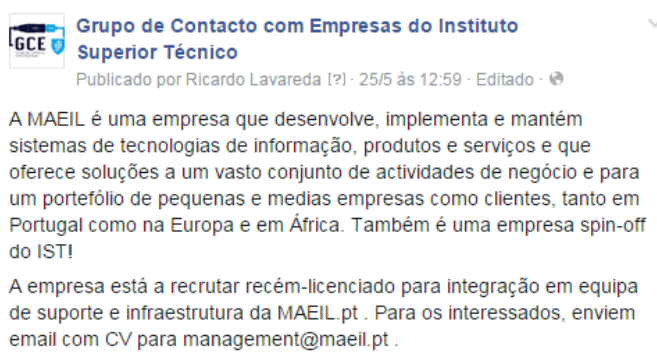 GCE
Grupo de Contacto com Empresas do Instituto
Superior Técnico
Publicado por Ricardo Lavareda [?] · 25/5 às 12:59 · Editado ·
A MAEIL é uma empresa que desenvolve, implementa e mantém
sistemas de tecnologias de informação, produtos e serviços e que
oferece soluções a um vasto conjunto de actividades de negócio e para
um portefólio de pequenas e medias empresas como clientes, tanto em
Portugal como na Europa e em África. Também é uma empresa spin-off
do IST!
A empresa está a recrutar recém-licenciado para integração em equipa
de suporte e infraestrutura da MAEIL.pt . Para os interessados, enviem
email com CV para management@maeil.pt .